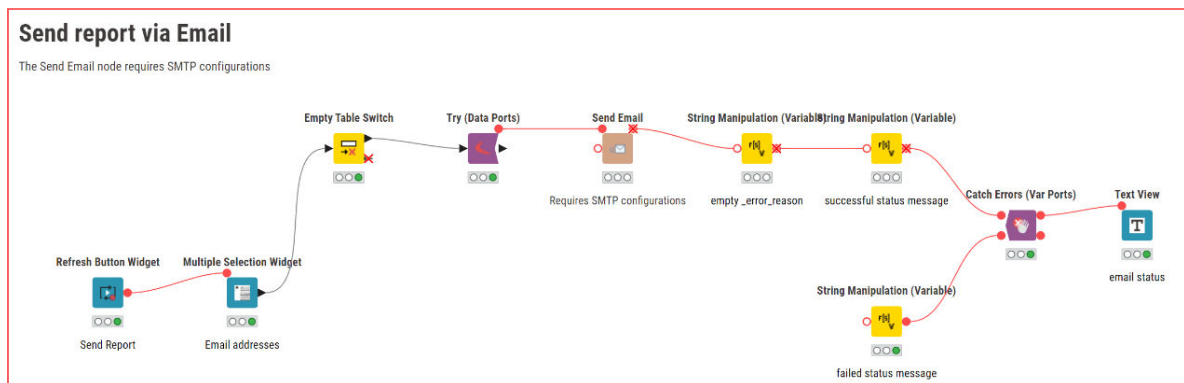 Send report via Email
The Send Email node requires SMTP configurations
Empty Table Switch
Try (Data Ports)
Send Email
String Manipulation (Variable)
String Manipulation (Variable)
Requires SMTP configurations
empty _error_reason
successful status message
Catch Errors (Var Ports)
Text View
email status
Refresh Button Widget
Multiple Selection Widget
String Manipulation (Variable)
Send Report
Email addresses
failed status message